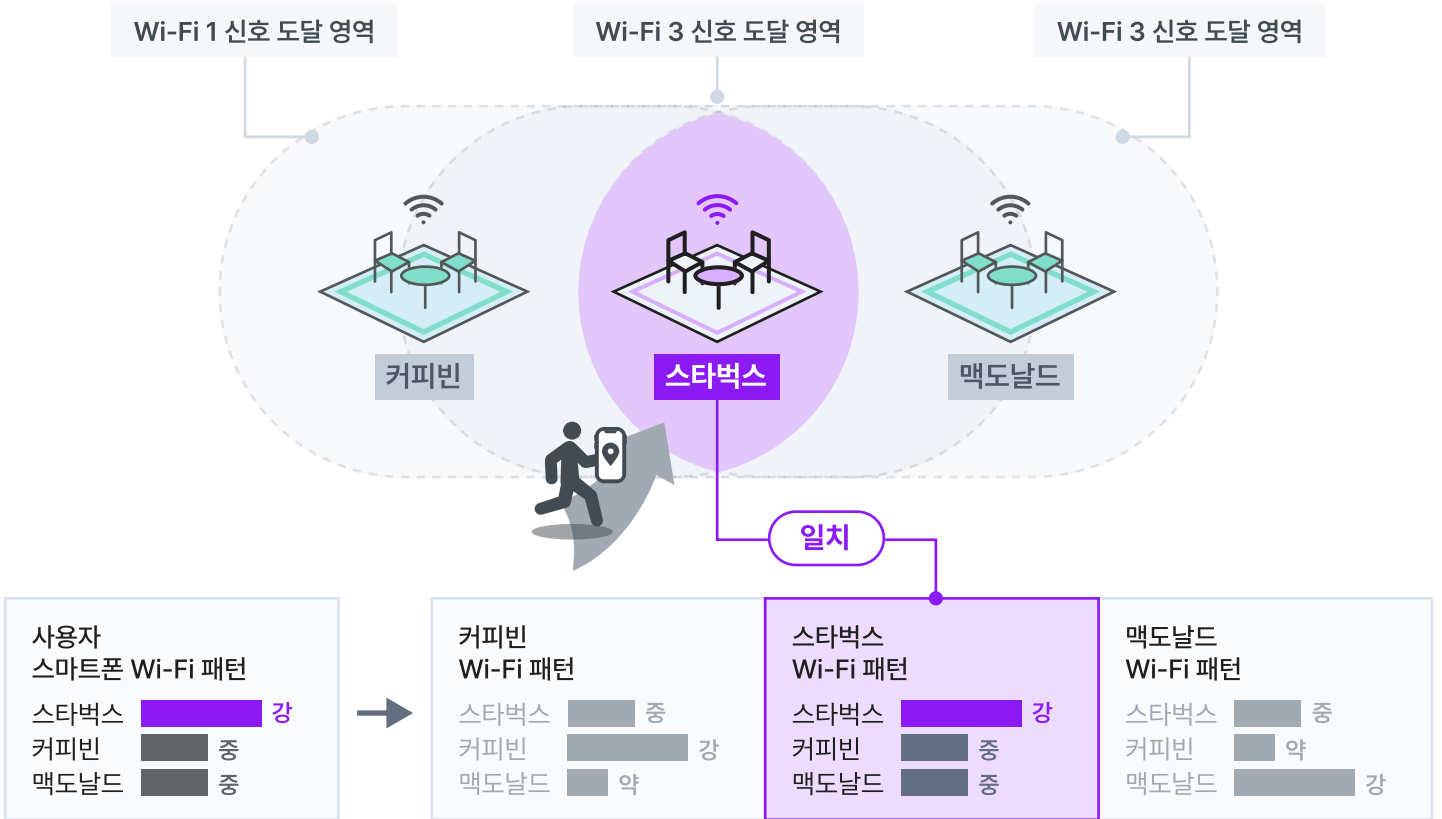 Wi-Fi 1 신호 도달 영역
Wi-Fi 3 신호 도달 영역
Wi-Fi 3 신호 도달 영역
커피빈
스타벅스
맥도날드
일치
사용자
스마트폰 Wi-Fi 패턴
스타벅스 강
커피빈 중
맥도날드 중
커피빈
Wi-Fi 패턴
스타벅스 중
커피빈 강
맥도날드 약
스타벅스
Wi-Fi 패턴
스타벅스 강
커피빈 중
맥도날드 중
맥도날드
Wi-Fi 패턴
스타벅스 중
커피빈 약
맥도날드 강